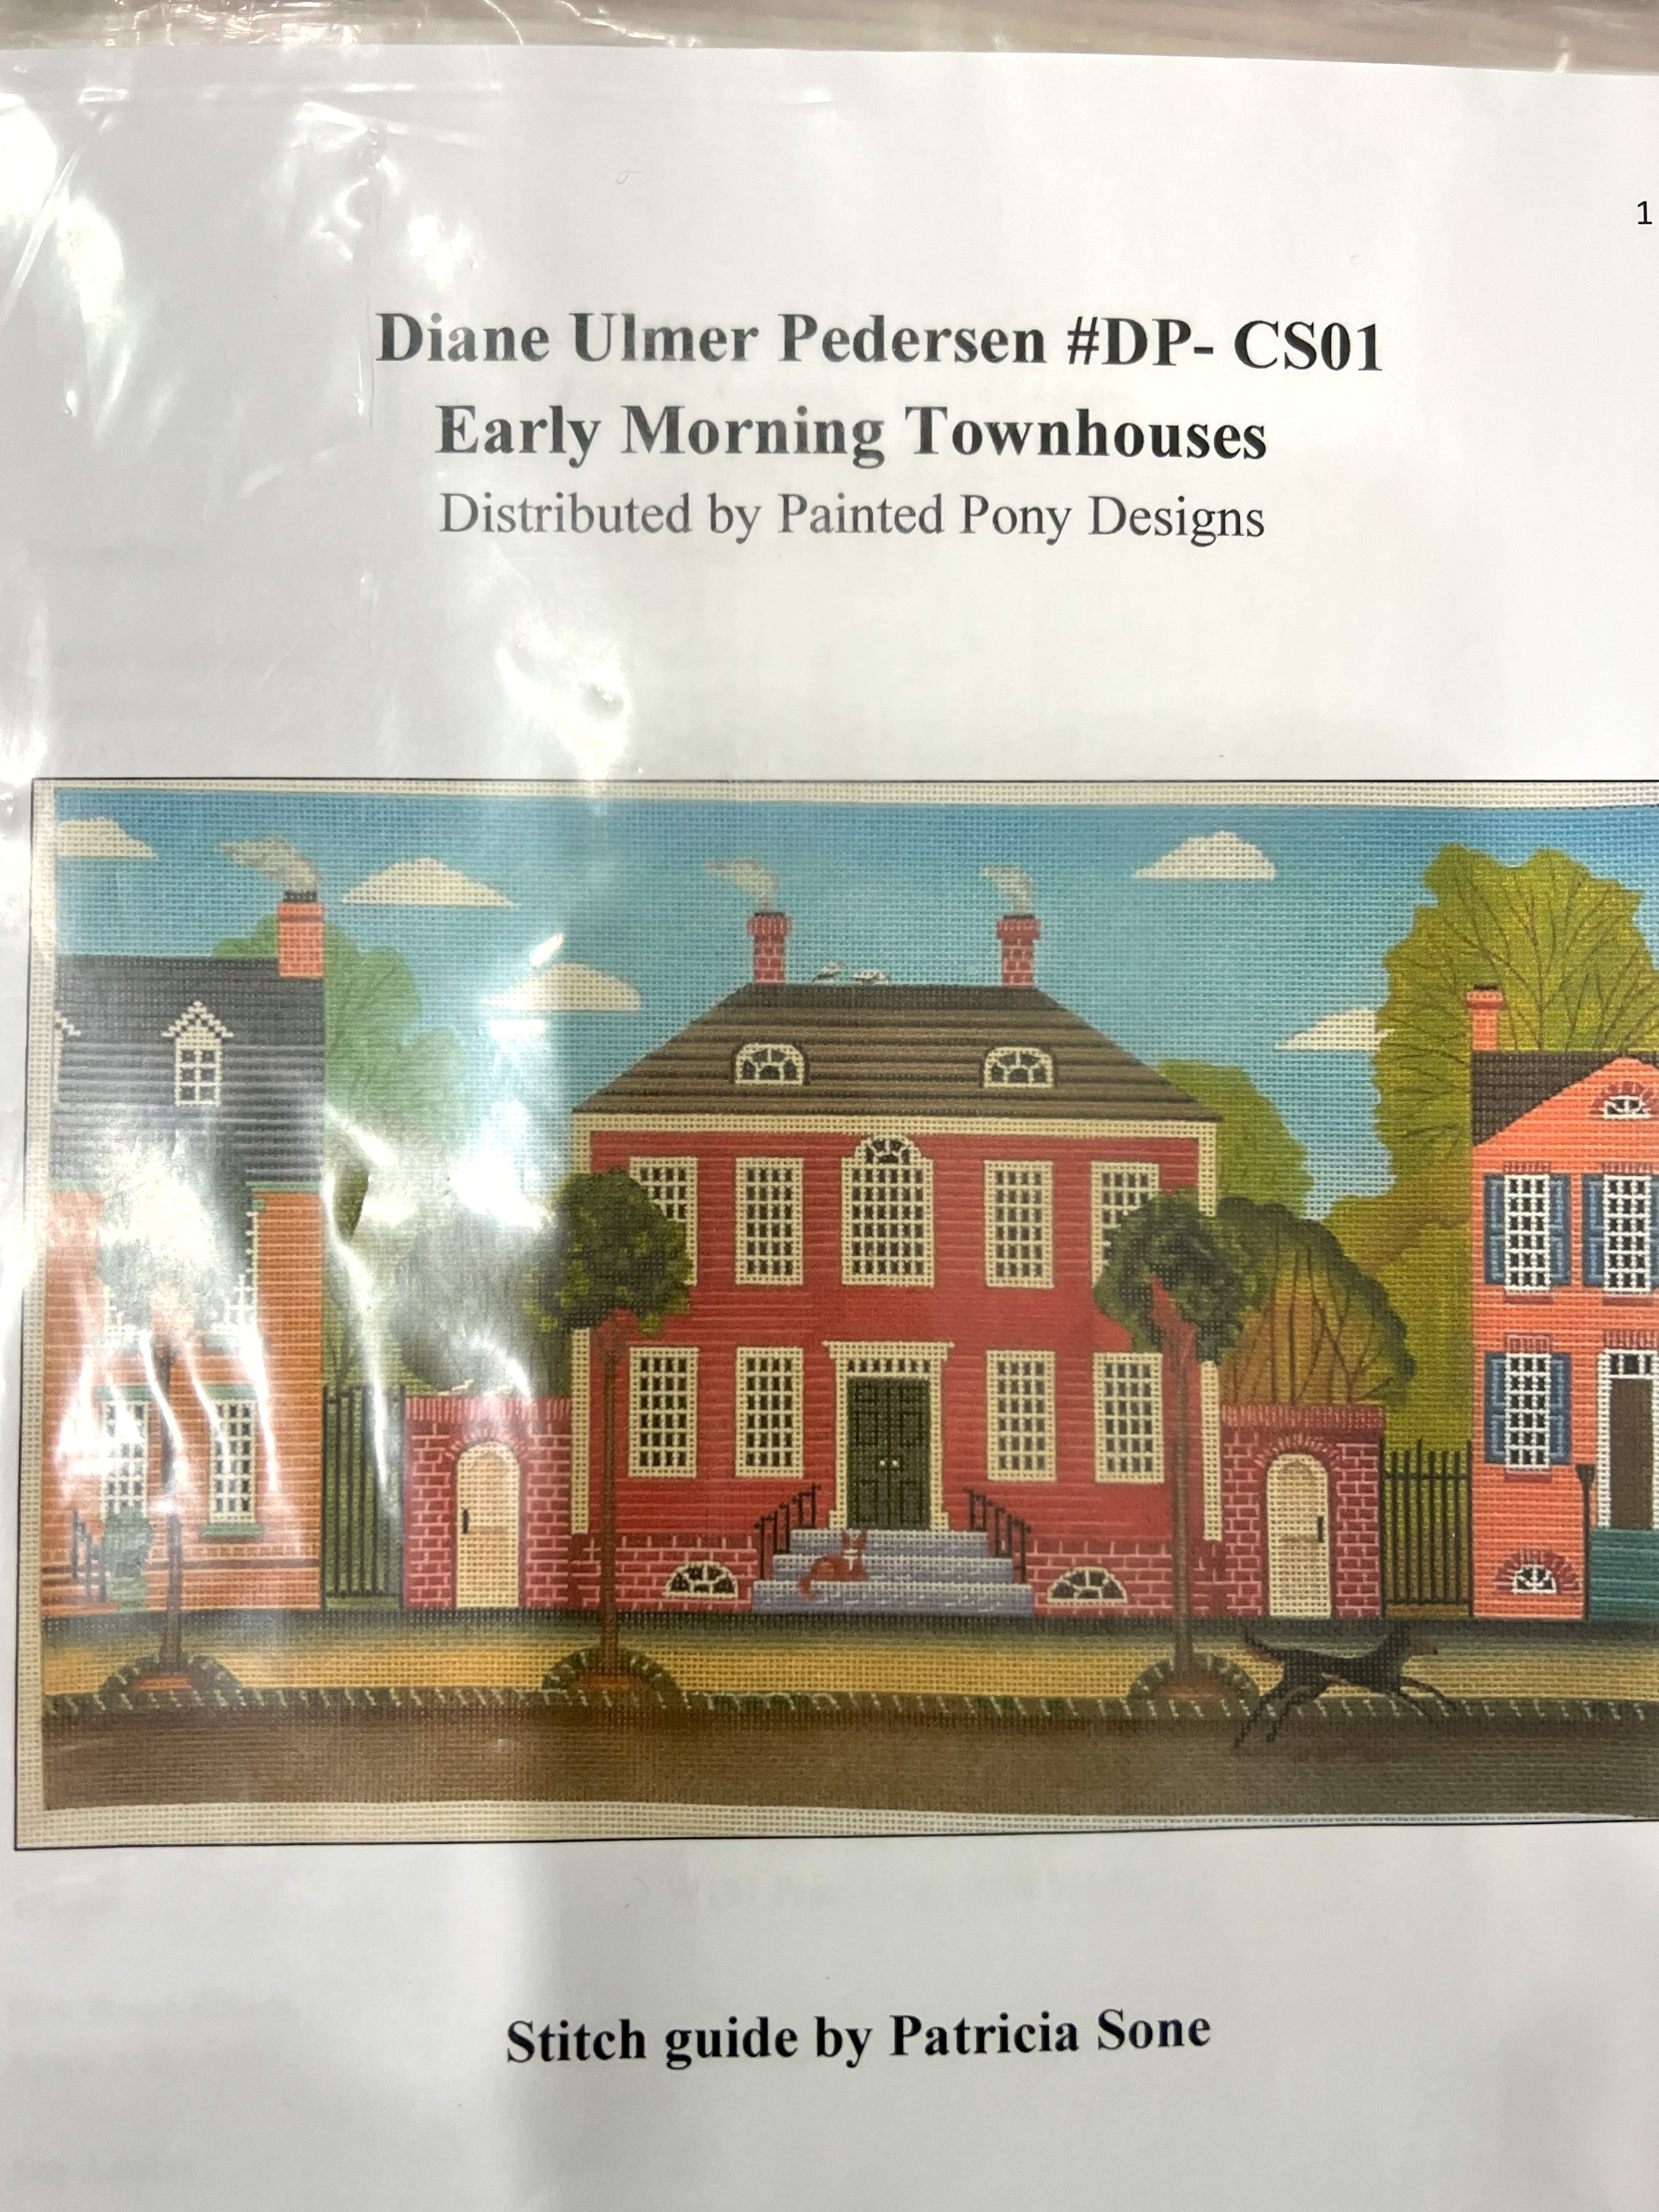 1
Diane Ulmer Pedersen #DP- CS01
Early Morning Townhouses
Distributed by Painted Pony Designs
Stitch guide by Patricia Sone